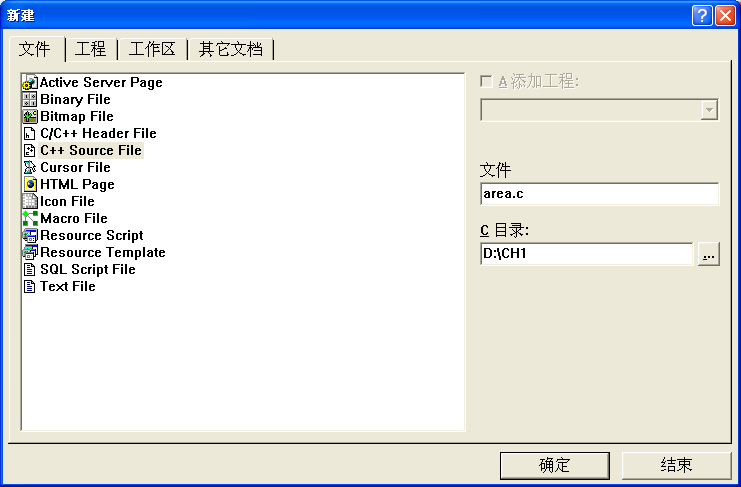 新建
文件 工程 工作区 其它文档
Active Server Page
Binary File
Bitmap File
C/C++ Header File
C++ Source File
Cursor File
HTML Page
Icon File
Macro File
Resource Script
Resource Template
SQL Script File
Text File
A 添加工程:
文件
area.c
C 目录:
D:\CH1
...
确定 结束